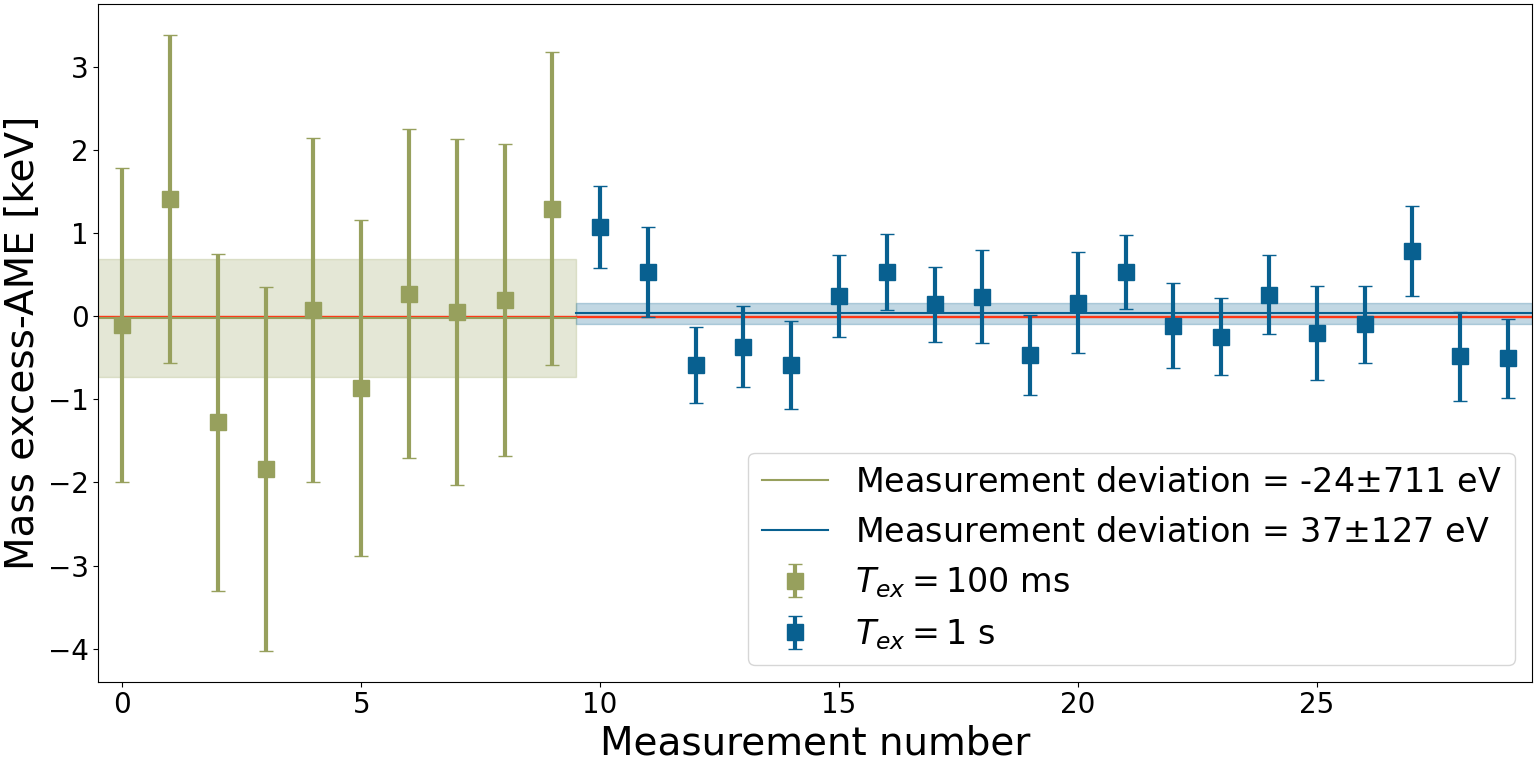 Mass excess-AME [keV]
3
2
1
0
−1
−2
−3
−4
Measurement deviation = -24±711 eV
Measurement deviation = 37±127 eV
T_ex = 100 ms
T_ex = 1 s
0 5 10 15 20 25
Measurement number